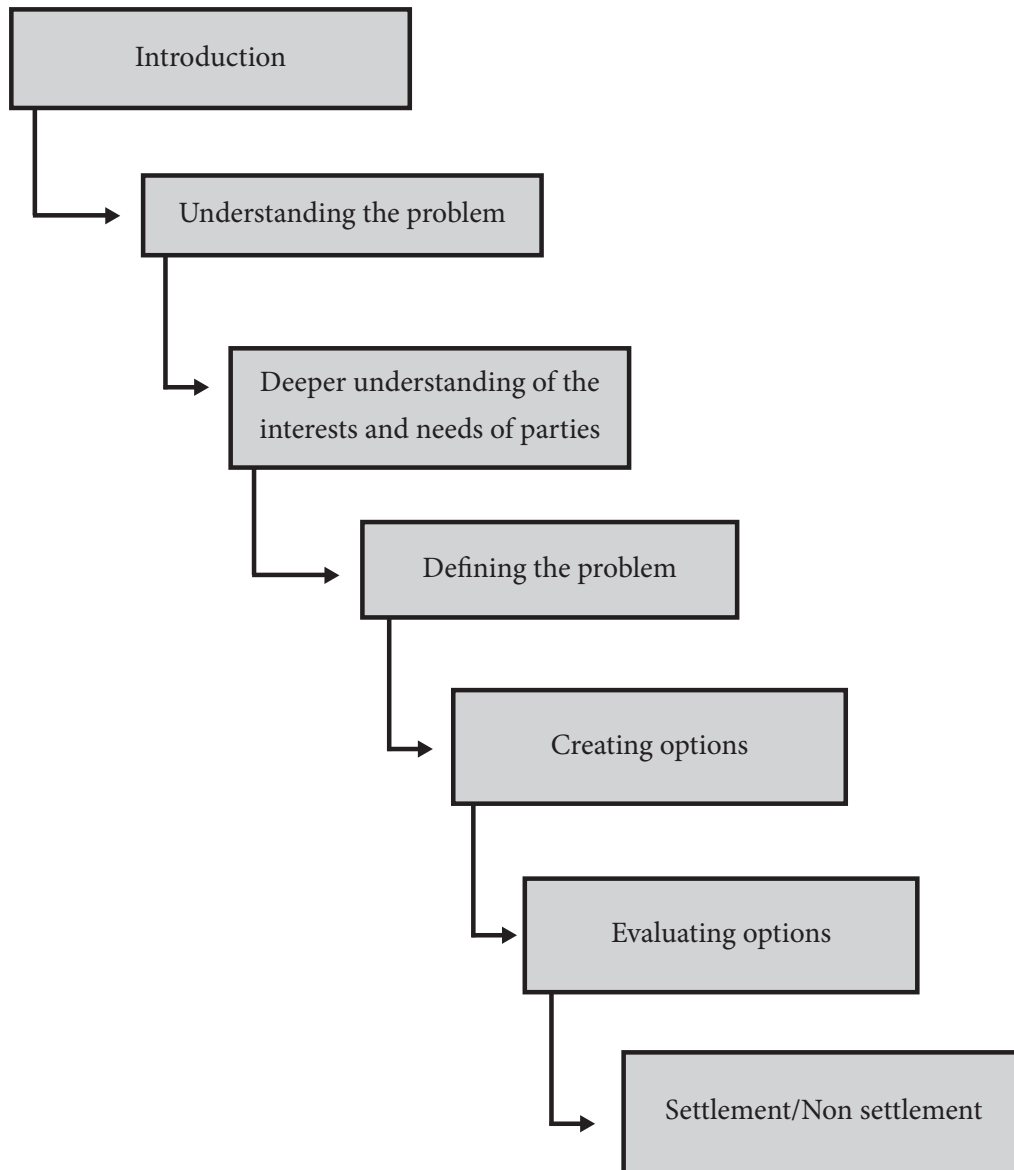 Introduction
Understanding the problem
Deeper understanding of the
interests and needs of parties
Defining the problem
Creating options
Evaluating options
Settlement/Non settlement